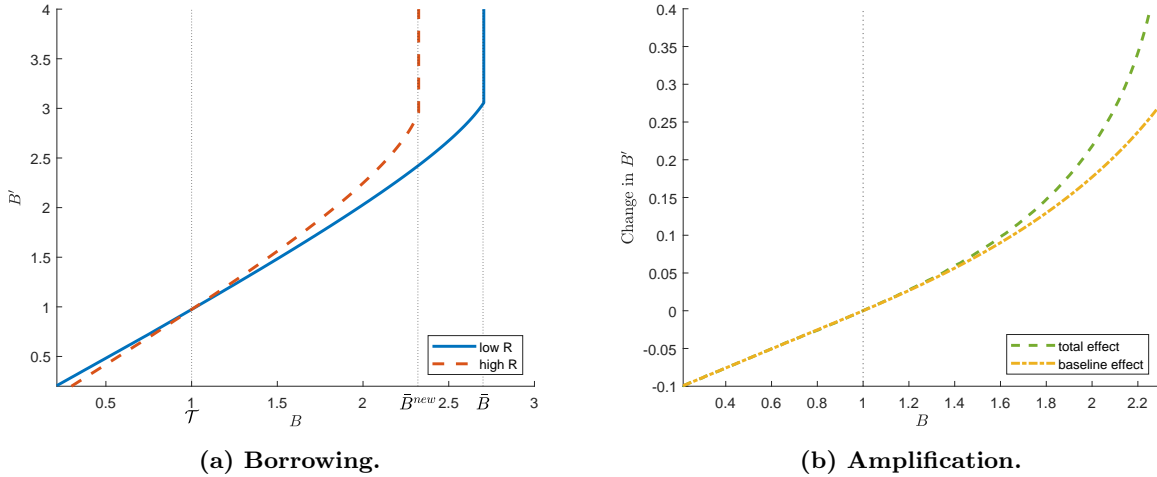 4
3.5
3
2.5
2
1.5
1
0.5
B′
0.5
1
1.5
2
2.5
3
𝒯
B
B̄ⁿᵉʷ
B̄
low R
high R
(a) Borrowing.
0.4
0.35
0.3
0.25
0.2
0.15
0.1
0.05
0
-0.05
-0.1
Change in B′
0.4
0.6
0.8
1
1.2
1.4
1.6
1.8
2
2.2
B
total effect
baseline effect
(b) Amplification.